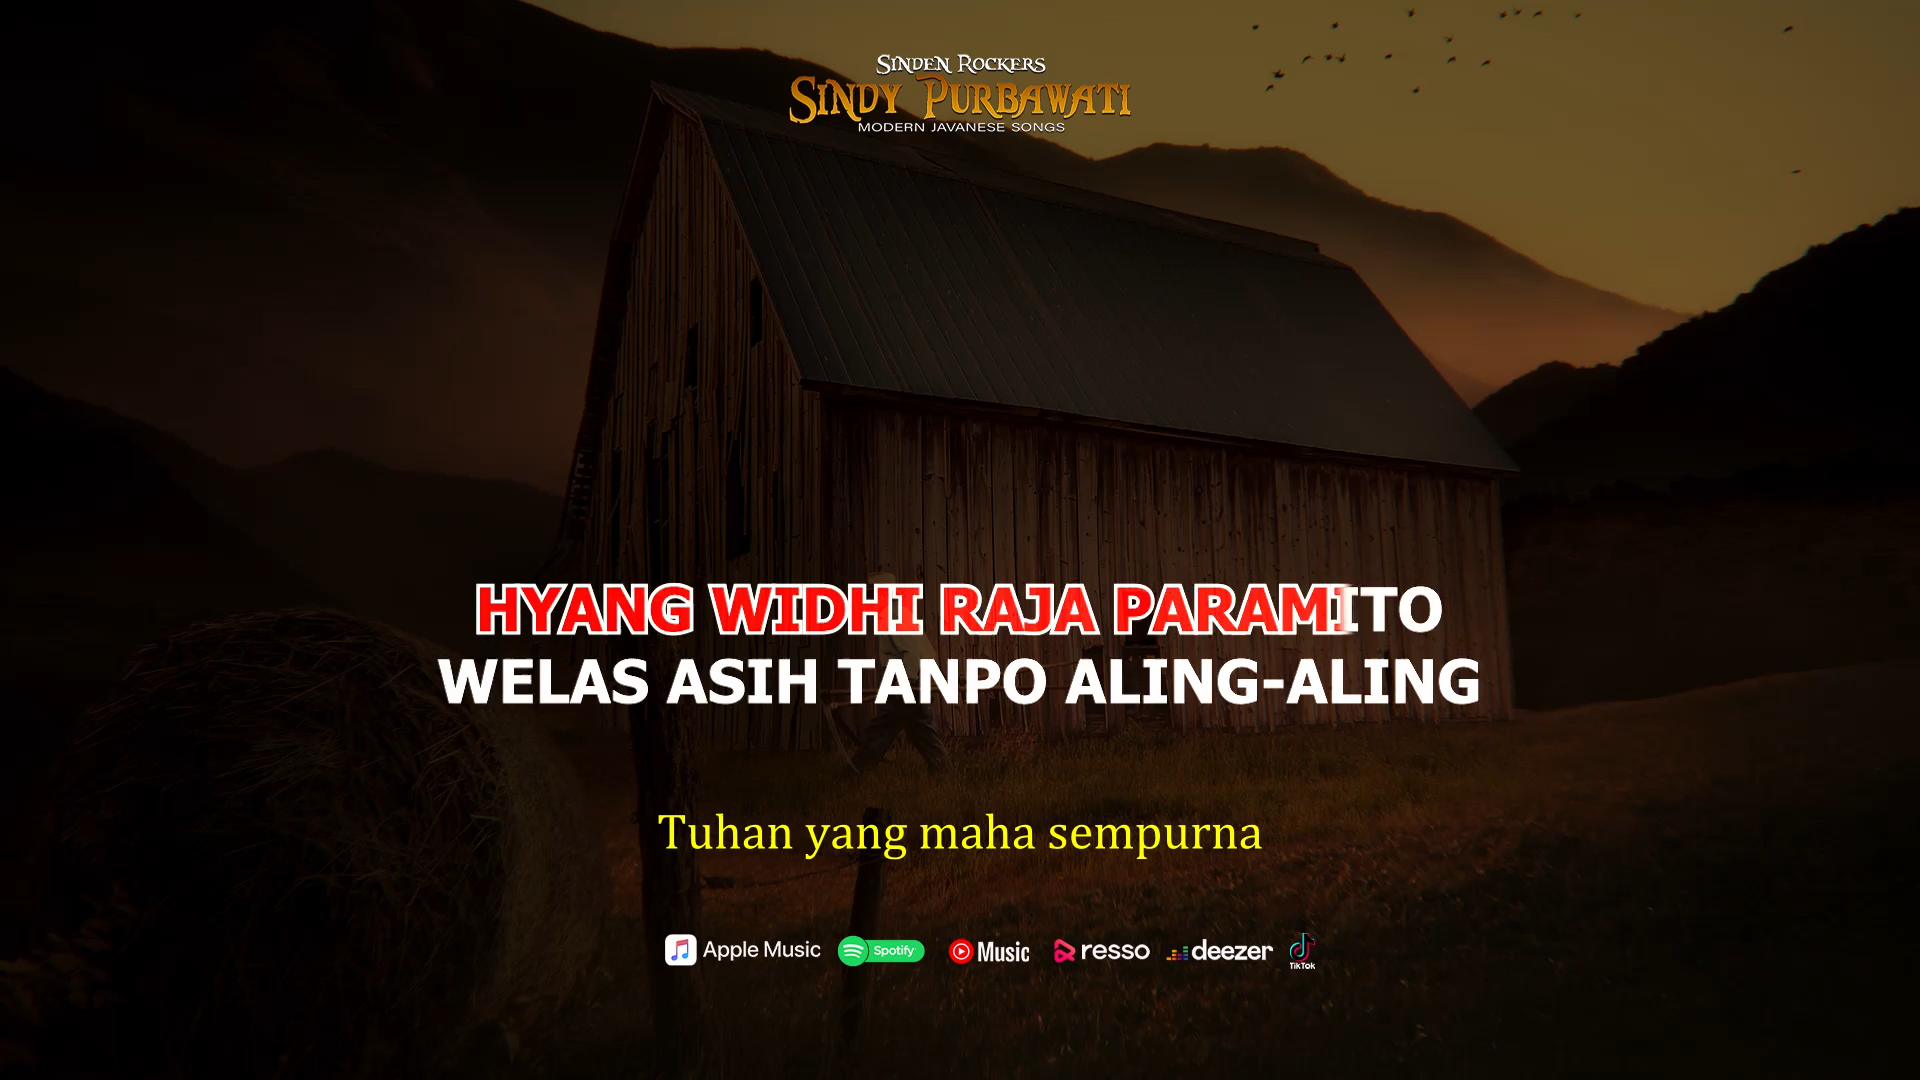 SINDEN ROCKERS
SINDY PURBAWATI
MODERN JAVANESE SONGS
HYANG WIDHI RAJA PARAMITO
WELAS ASIH TANPO ALING-ALING
Tuhan yang maha sempurna
Apple Music Spotify Music resso deezer TikTok